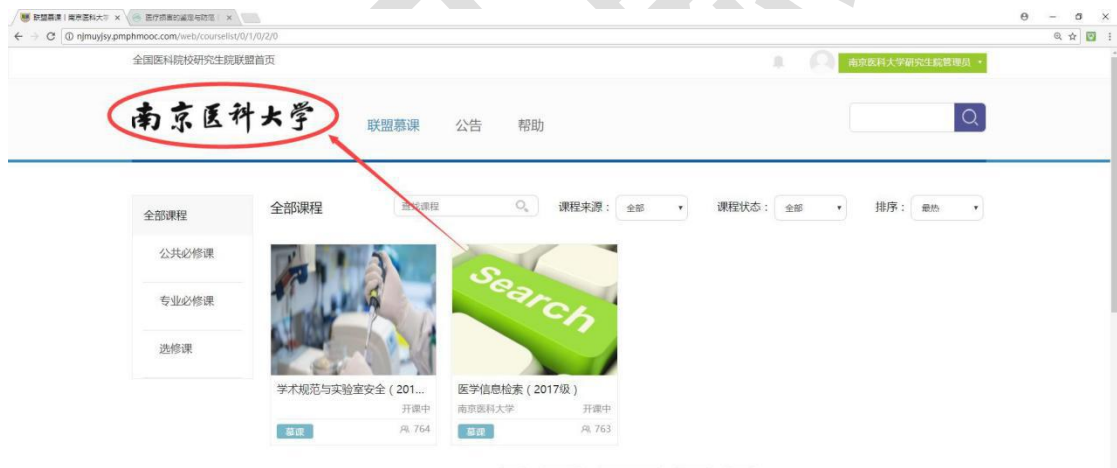 联盟慕课 | 南京医科大学
医疗损害的鉴定与防范
njmuyjsy.pmphmooc.com/web/courselist/0/1/0/2/0
全国医科院校研究生院联盟首页
南京医科大学研究生院管理员
南京医科大学
联盟慕课 公告 帮助
全部课程
公共必修课
专业必修课
选修课
全部课程 查找课程 课程来源： 全部 课程状态： 全部 排序： 最热
Search
学术规范与实验室安全（201...
开课中
慕课 764
医学信息检索（2017级）
南京医科大学 开课中
慕课 763